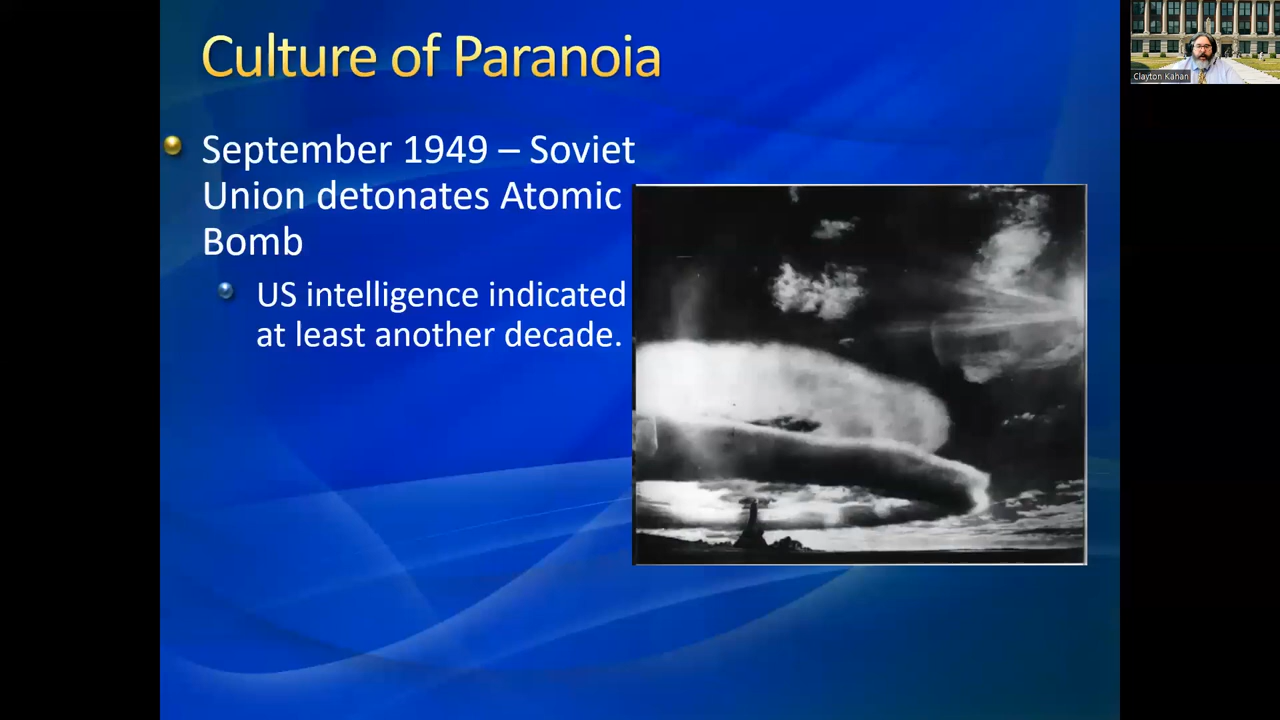 Culture of Paranoia
September 1949 – Soviet
Union detonates Atomic
Bomb
US intelligence indicated
at least another decade.
Clayton Kahan